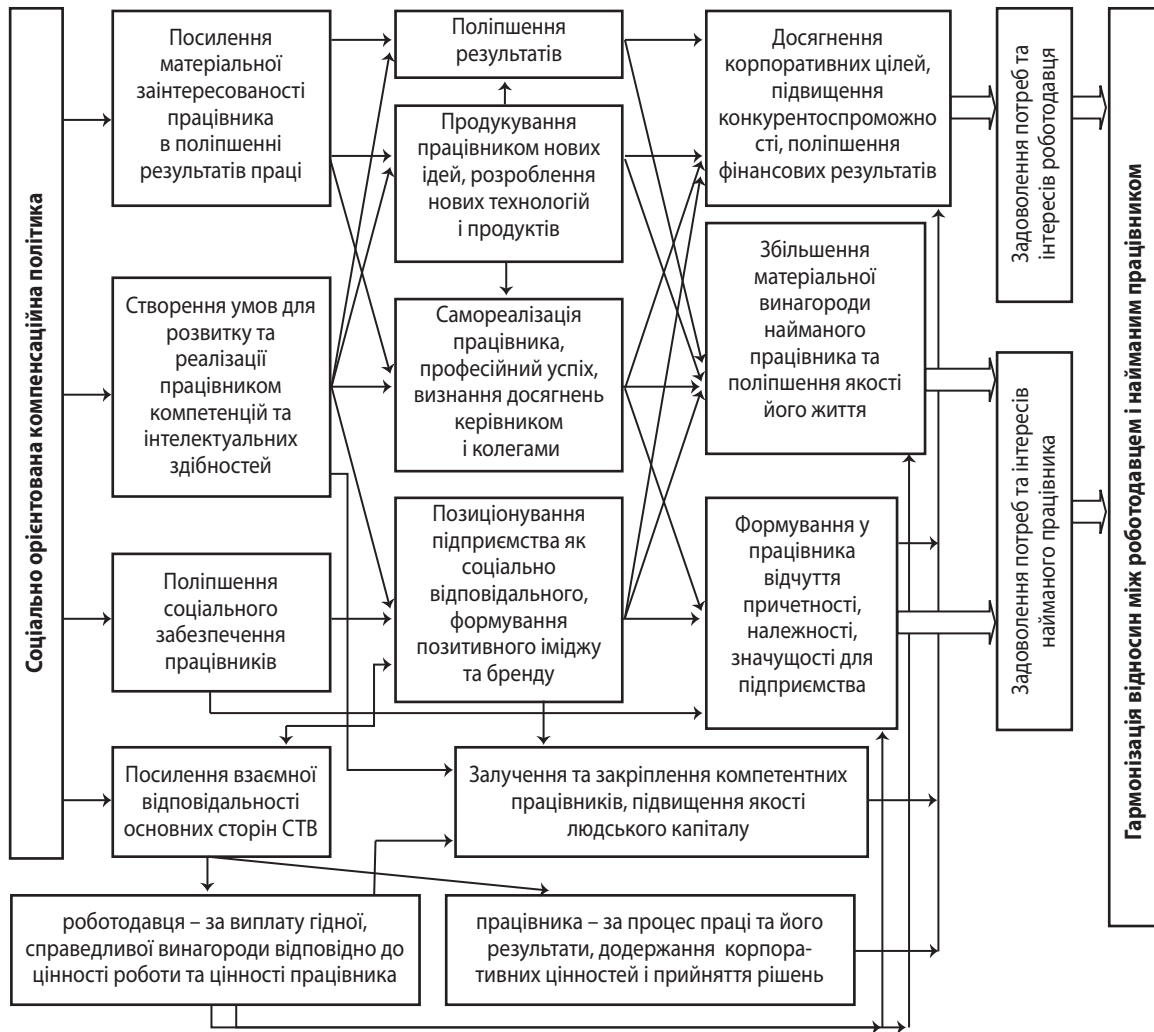 Соціально орієнтована компенсаційна політика
Посилення
матеріальної
заінтересованості
працівника
в поліпшенні
результатів праці
Створення умов для
розвитку та
реалізації
працівником
компетенцій та
інтелектуальних
здібностей
Поліпшення
соціального
забезпечення
працівників
Посилення взаємної
відповідальності
основних сторін СТВ
Поліпшення
результатів
Продукування
працівником нових
ідей, розроблення
нових технологій
і продуктів
Самореалізація
працівника,
професійний успіх,
визнання досягнень
керівником
і колегами
Позиціонування
підприємства як
соціально
відповідального,
формування
позитивного іміджу
та бренду
Досягнення
корпоративних цілей,
підвищення
конкурентоспроможно
сті, поліпшення
фінансових результатів
Збільшення
матеріальної
винагороди
найманого
працівника та
поліпшення якості
його життя
Формування у
працівника
відчуття
причетності,
належності,
значущості для
підприємства
Залучення та закріплення компетентних
працівників, підвищення якості
людського капіталу
роботодавця – за виплату гідної,
справедливої винагороди відповідно до
цінності роботи та цінності працівника
працівника – за процес праці та його
результати, додержання корпора-
тивних цінностей і прийняття рішень
Задоволення потреб та
інтересів роботодавця
Задоволення потреб та інтересів
найманого працівника
Гармонізація відносин між роботодавцем і найманим працівником